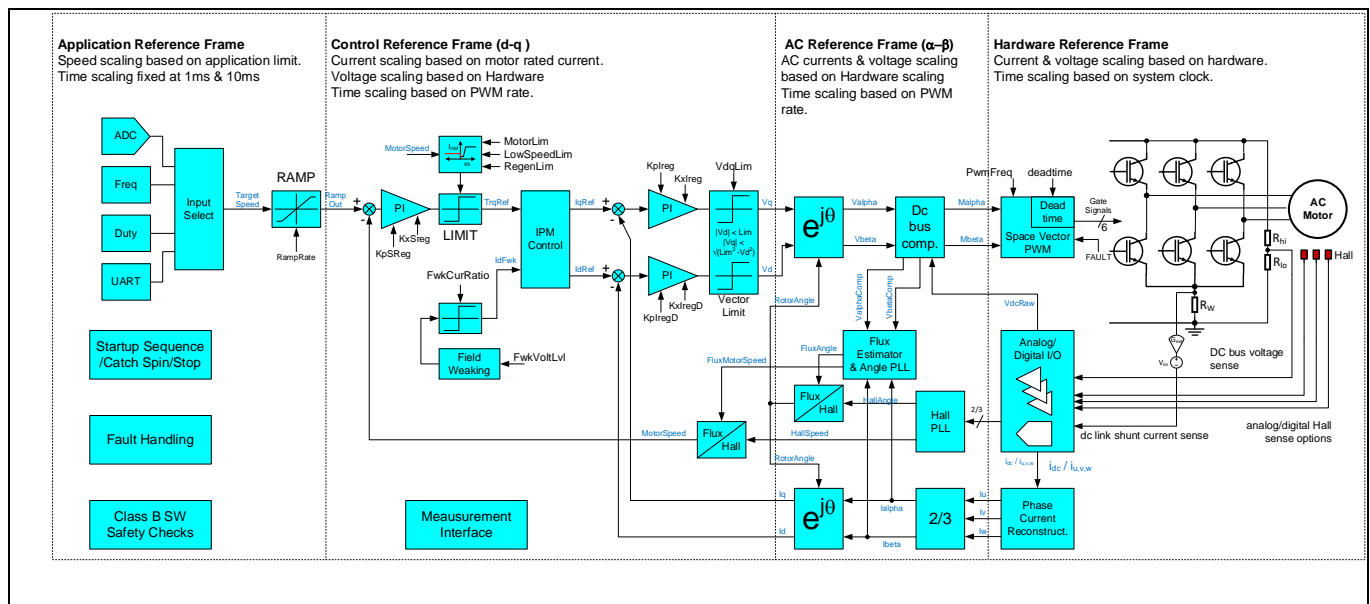 Application Reference Frame
Speed scaling based on application limit.
Time scaling fixed at 1ms & 10ms
Control Reference Frame (d-q )
Current scaling based on motor rated current.
Voltage scaling based on Hardware
Time scaling based on PWM rate.
AC Reference Frame (α–β)
AC currents & voltage scaling
based on Hardware scaling
Time scaling based on PWM
rate.
Hardware Reference Frame
Current & voltage scaling based on hardware.
Time scaling based on system clock.
ADC
Freq
Duty
UART
Input
Select
Target
Speed
RAMP
RampRate
Ramp
Out
+
-
PI
KpSReg
KxSreg
MotorSpeed
MotorLim
LowSpeedLim
RegenLim
LIMIT
TrqRef
IdFwk
IPM
Control
FwkCurRatio
Field
Weaking
FwkVoltLvl
IqRef
+
-
IdRef
+
-
KpIreg
KxIreg
PI
PI
KxIregD
KpIregD
VdqLim
|Vd| < Lim
|Vq| <
√(Lim² -Vd²)
Vector
Limit
Vq
Vd
ejθ
RotorAngle
Valpha
Vbeta
Dc
bus
comp.
Malpha
Mbeta
PwmFreq
deadtime
Dead
time
Space Vector
PWM
Gate
Signals
6
FAULT
AC
Motor
Rhi
Rlo
Hall
RW
VdcRaw
ValphaComp
VbetaComp
DC bus voltage
sense
Startup Sequence
/Catch Spin/Stop
Fault Handling
Class B SW
Safety Checks
Flux
Estimator
& Angle PLL
FluxAngle
FluxMotorSpeed
Flux
Hall
HallAngle
Hall
PLL
2/3
Analog/
Digital I/O
dc link shunt current sense
analog/digital Hall
sense options
MotorSpeed
Flux
Hall
HallSpeed
RotorAngle
idc / iu,v,w
idc / iu,v,w
Meausurement
Interface
Iq
Id
ejθ
Ialpha
Ibeta
2/3
Iu
Iv
Iw
Phase
Current
Reconstruct.